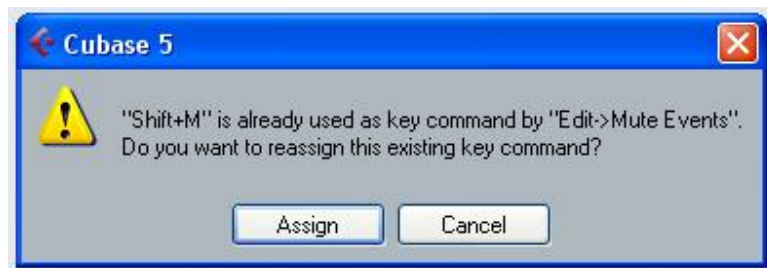 Cubase 5
"Shift+M" is already used as key command by "Edit->Mute Events".
Do you want to reassign this existing key command?
Assign Cancel